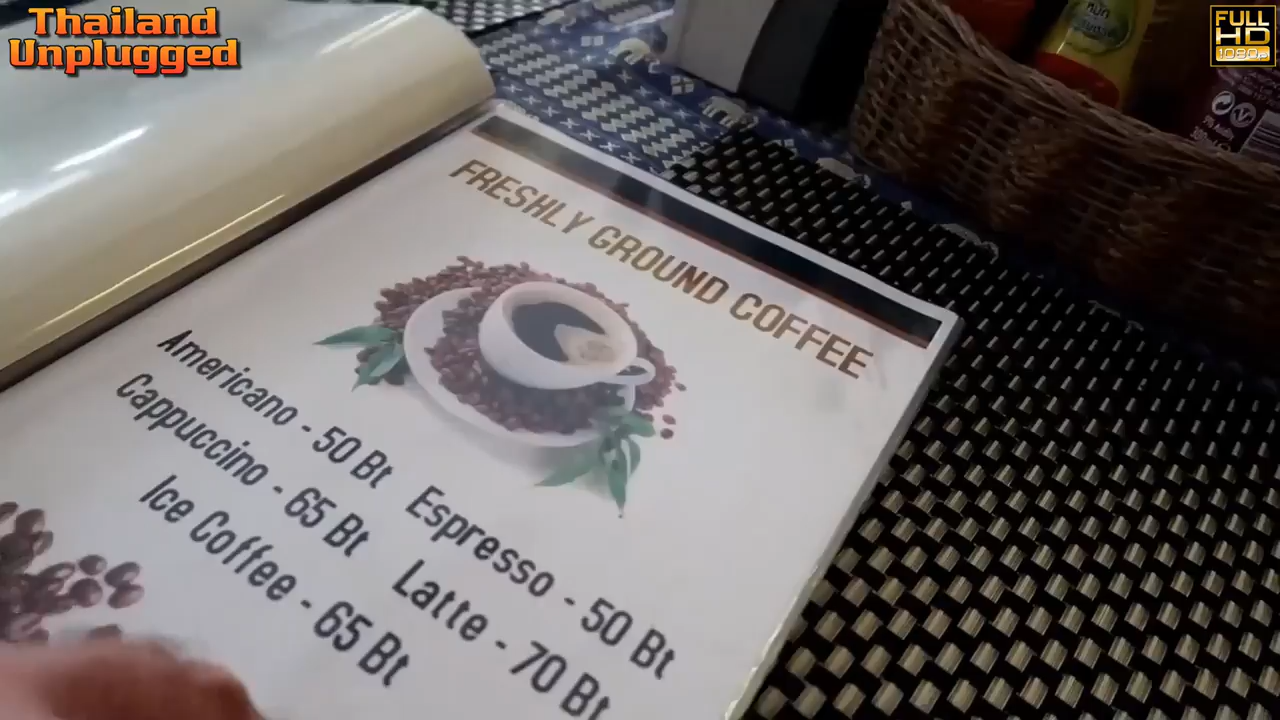 Thailand
Unplugged
FULL
HD
1080p
FRESHLY GROUND COFFEE
Americano - 50 Bt Espresso - 50 Bt
Cappuccino - 65 Bt Latte - 70 Bt
Ice Coffee - 65 Bt